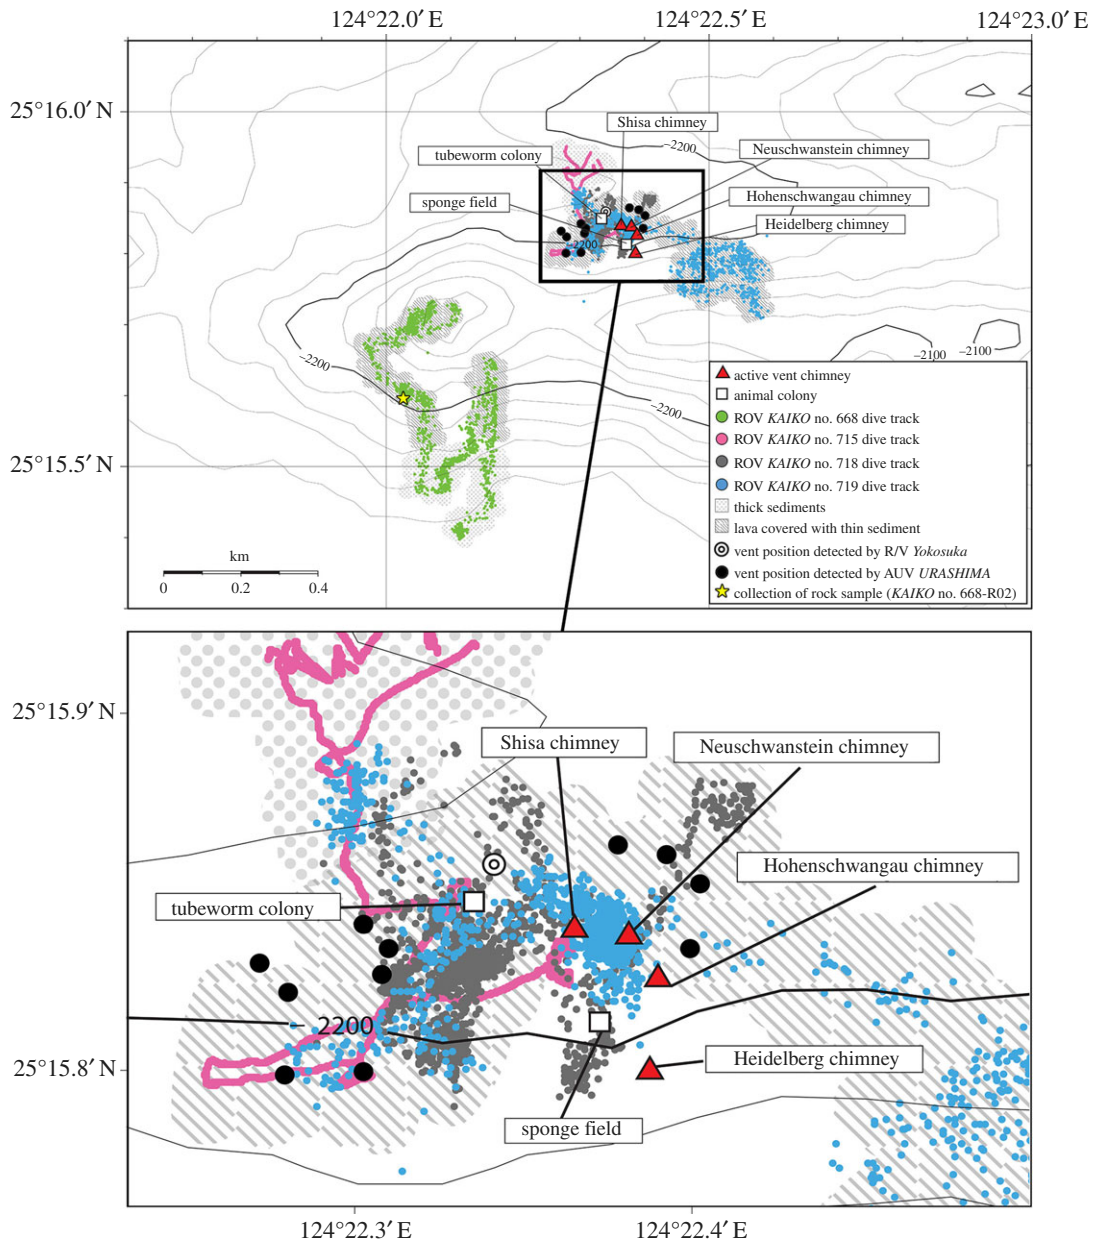 124°22.0′ E 124°22.5′ E 124°23.0′ E
25°16.0′ N
Shisa chimney
−2200
Neuschwanstein chimney
tubeworm colony
Hohenschwangau chimney
sponge field
Heidelberg chimney
−2200
−2200
−2100
−2100
−2200
active vent chimney
animal colony
ROV KAIKO no. 668 dive track
ROV KAIKO no. 715 dive track
ROV KAIKO no. 718 dive track
ROV KAIKO no. 719 dive track
thick sediments
lava covered with thin sediment
vent position detected by R/V Yokosuka
vent position detected by AUV URASHIMA
collection of rock sample (KAIKO no. 668-R02)
25°15.5′ N
km
0 0.2 0.4
25°15.9′ N
Shisa chimney
Neuschwanstein chimney
Hohenschwangau chimney
tubeworm colony
− 2200
25°15.8′ N
Heidelberg chimney
sponge field
124°22.3′ E 124°22.4′ E